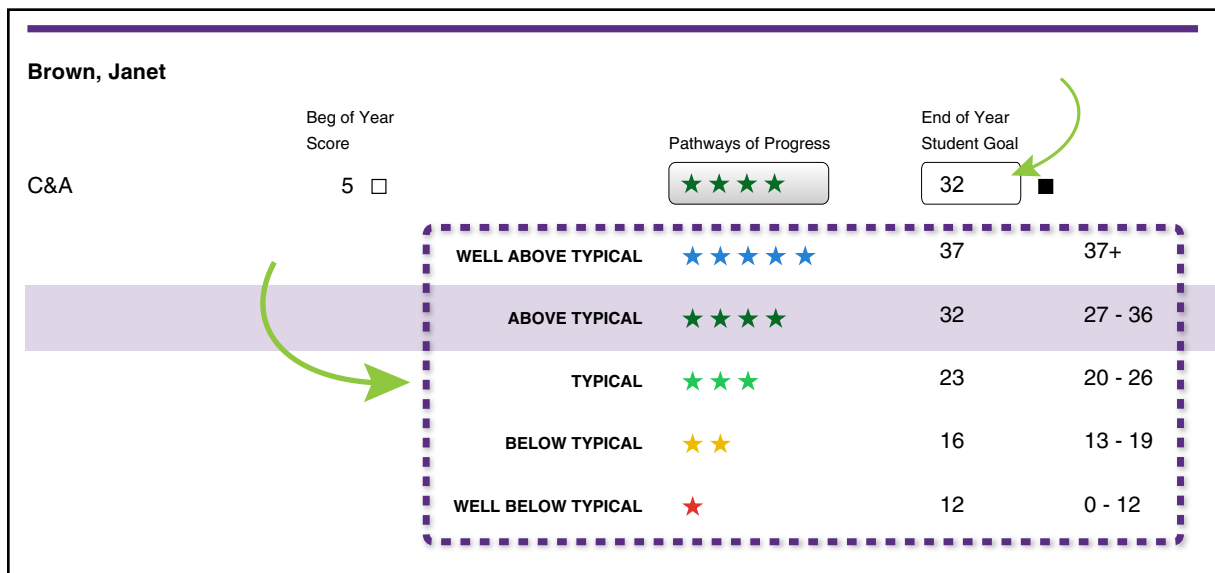 Brown, Janet
Beg of Year
Score
Pathways of Progress
End of Year
Student Goal
C&A 5 □ ★★★★ 32 ■
WELL ABOVE TYPICAL ★★★★★ 37 37+
ABOVE TYPICAL ★★★★ 32 27 - 36
TYPICAL ★★★ 23 20 - 26
BELOW TYPICAL ★★ 16 13 - 19
WELL BELOW TYPICAL ★ 12 0 - 12